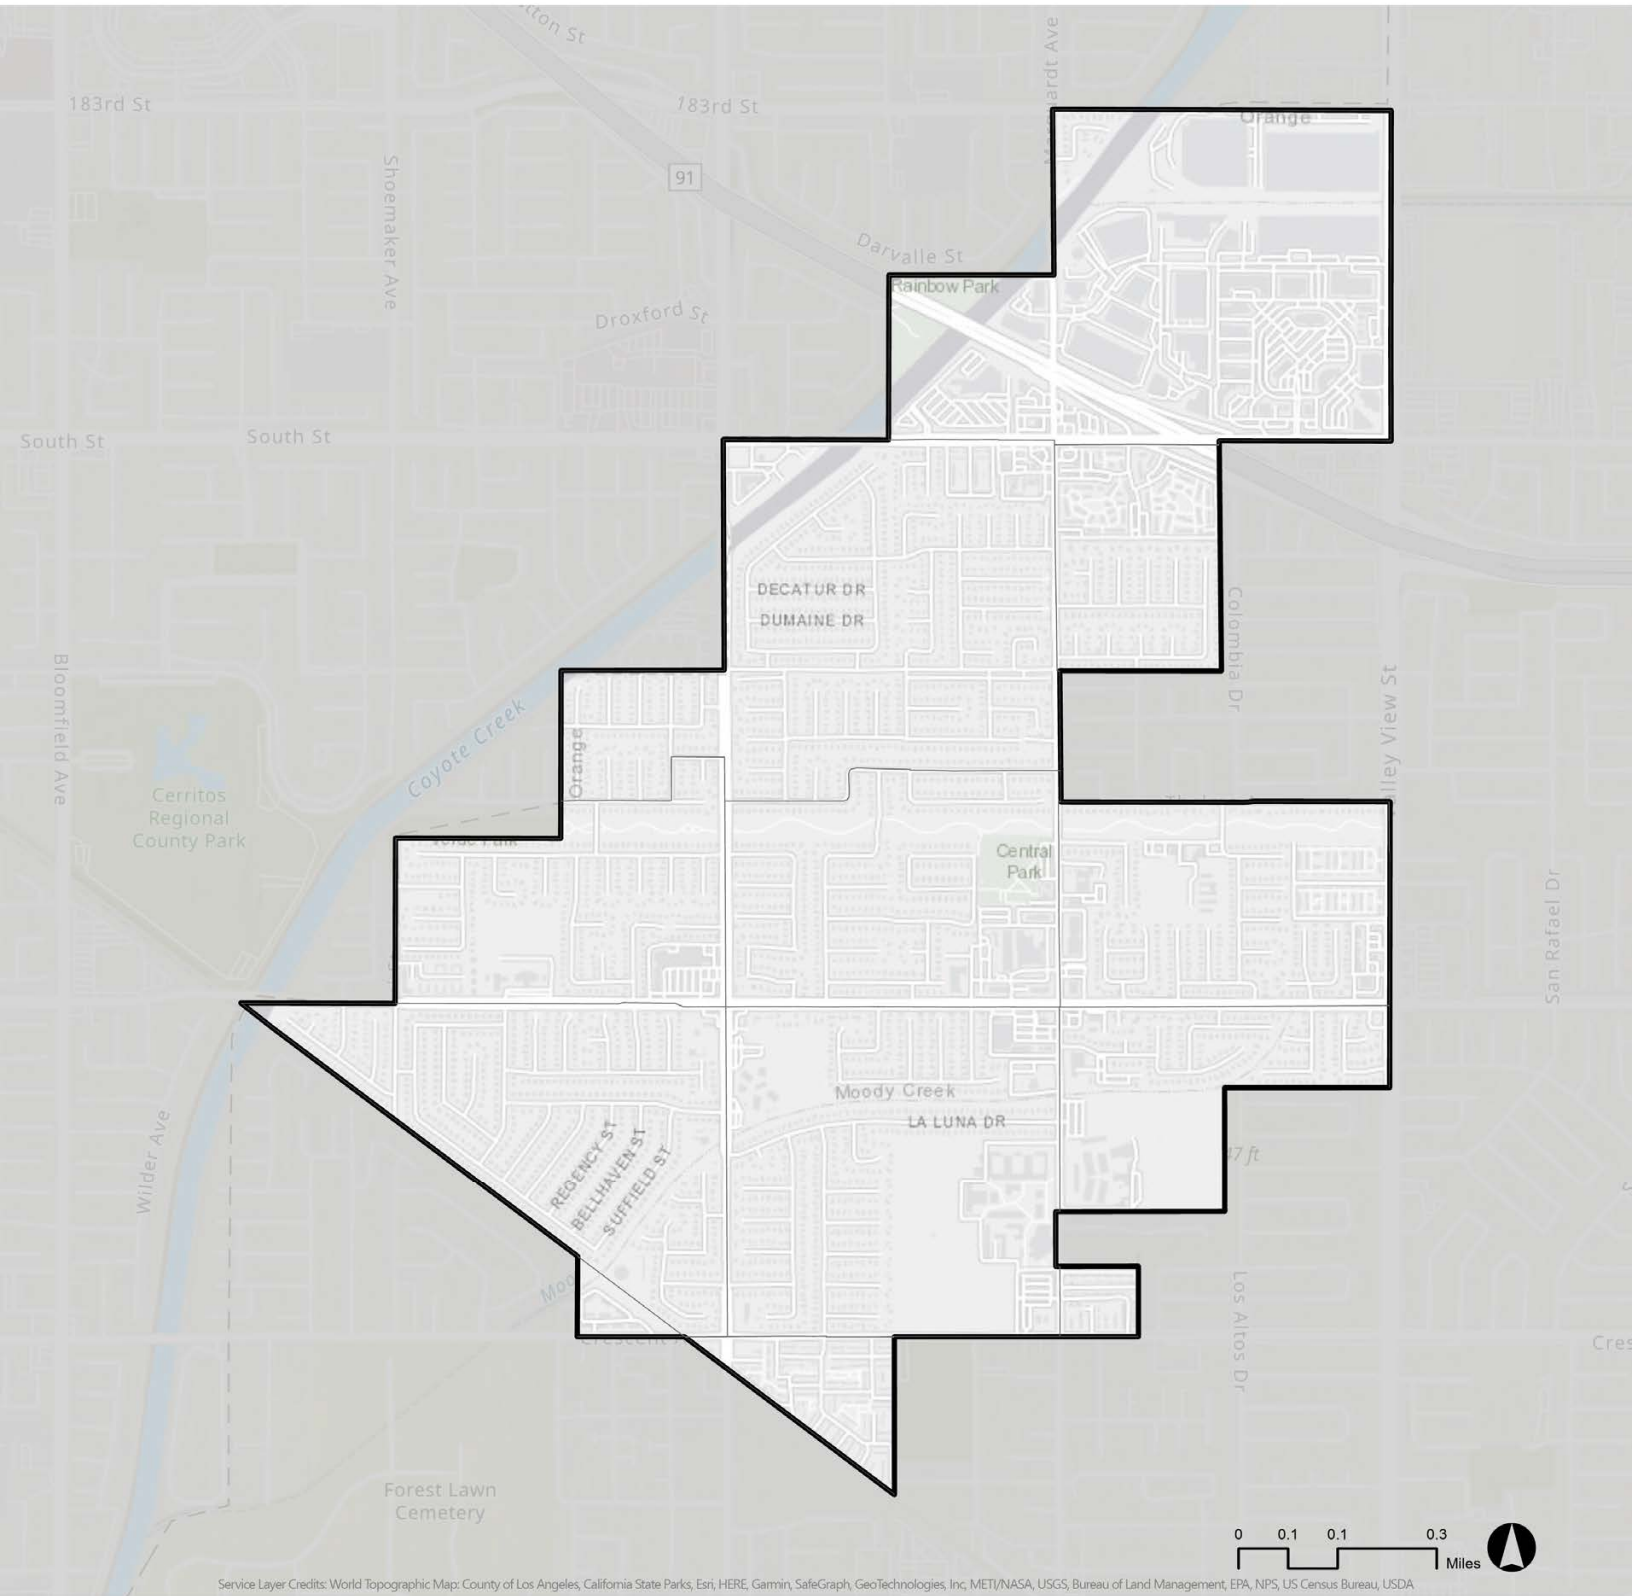 183rd St
183rd St
Orange
91
Shoemaker Ave
Darvalle St
Rainbow Park
Droxford St
South St
South St
DECATUR DR
DUMAINE DR
Colombia Dr
Bloomfield Ave
Coyote Creek
Orange
Cerritos
Regional
County Park
Central
Park
San Rafael Dr
Moody Creek
LA LUNA DR
REGENCY ST
BELLHAVEN ST
SUFFIELD ST
Wilder Ave
Los Altos Dr
Forest Lawn
Cemetery
0 0.1 0.1 0.3
Miles
Service Layer Credits: World Topographic Map: County of Los Angeles, California State Parks, Esri, HERE, Garmin, SafeGraph, GeoTechnologies, Inc, METI/NASA, USGS, Bureau of Land Management, EPA, NPS, US Census Bureau, USDA